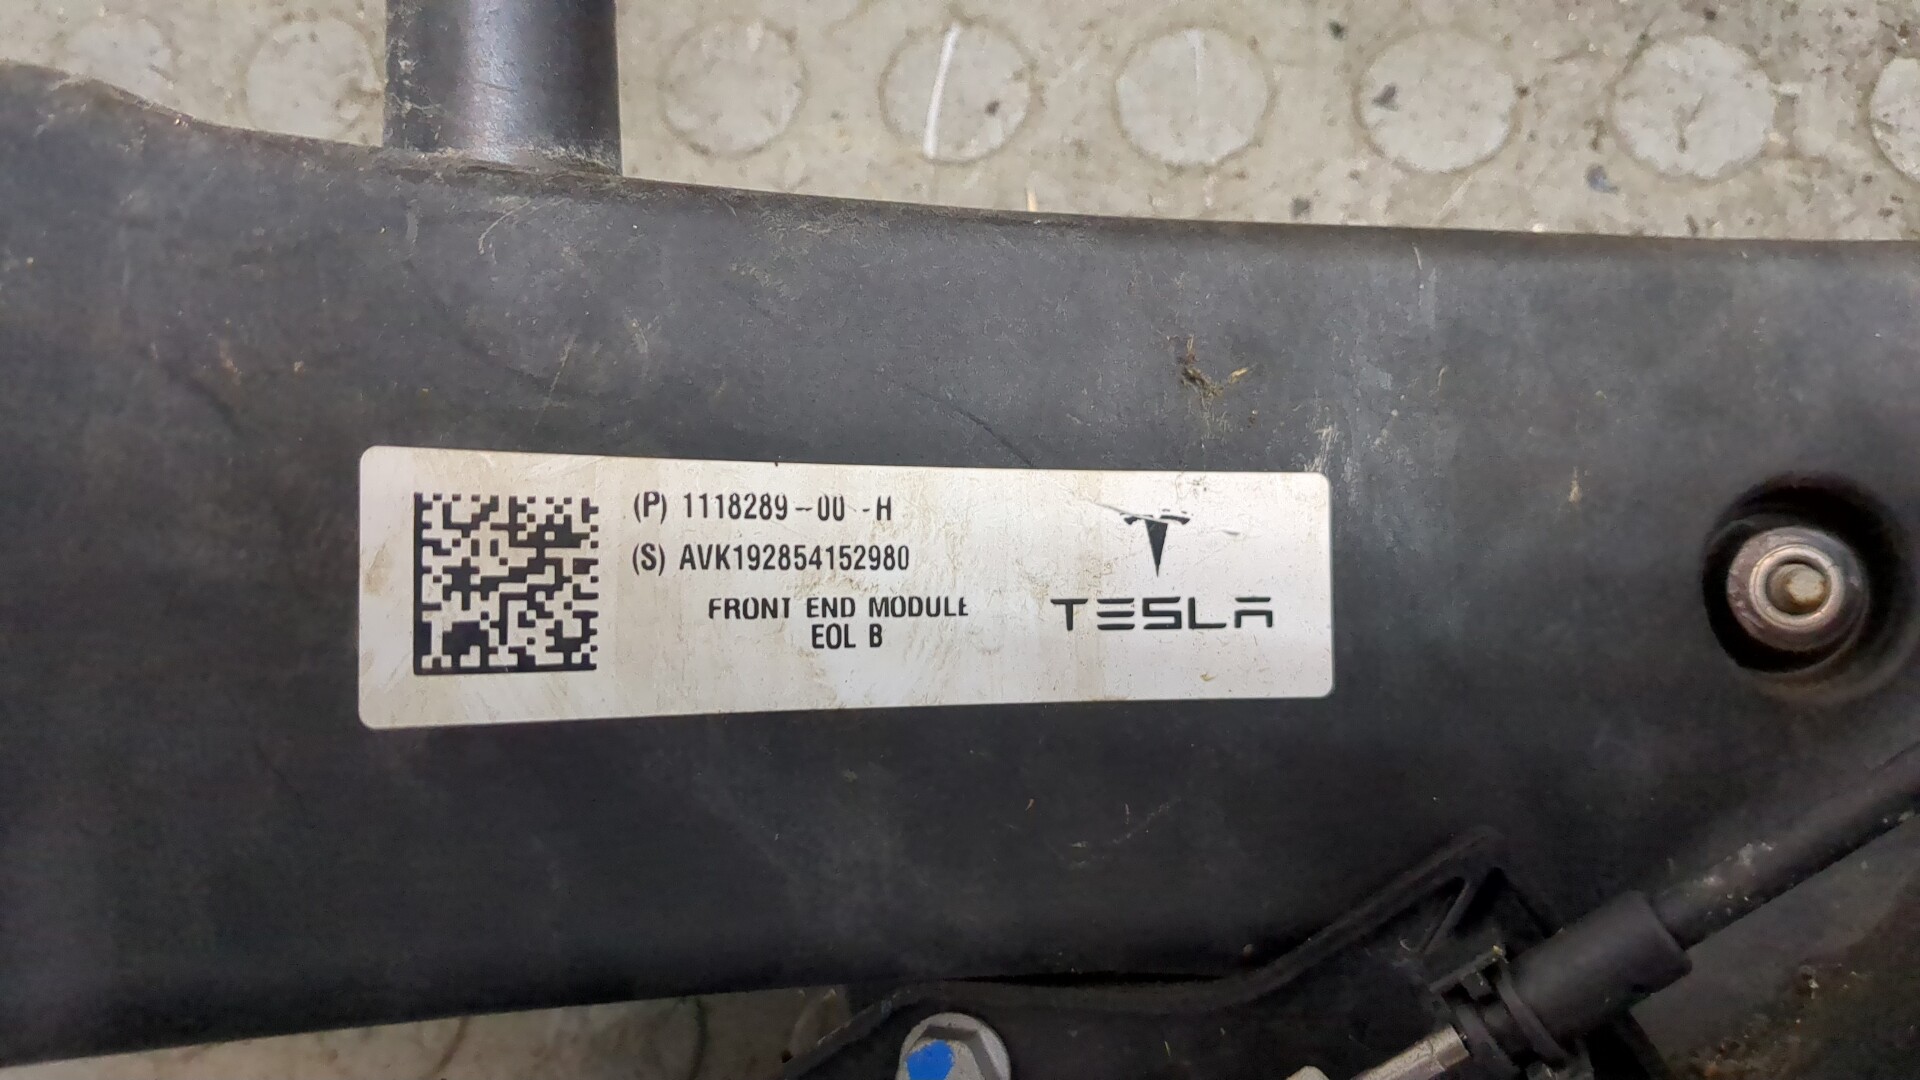 (P) 1118289-00-H
(S) AVK192854152980
FRONT END MODULE
EOL B
TESLA